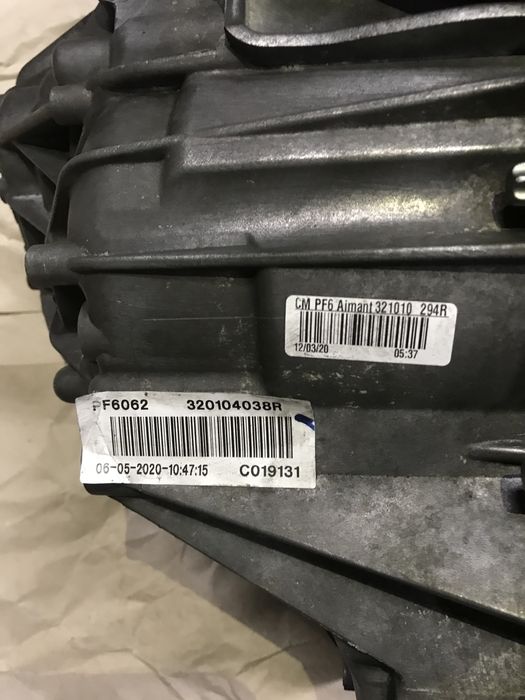 CM PF6 Aimant 321010 294R
12/03/20 05:37
PF6062 320104038R
06-05-2020-10:47:15 C019131